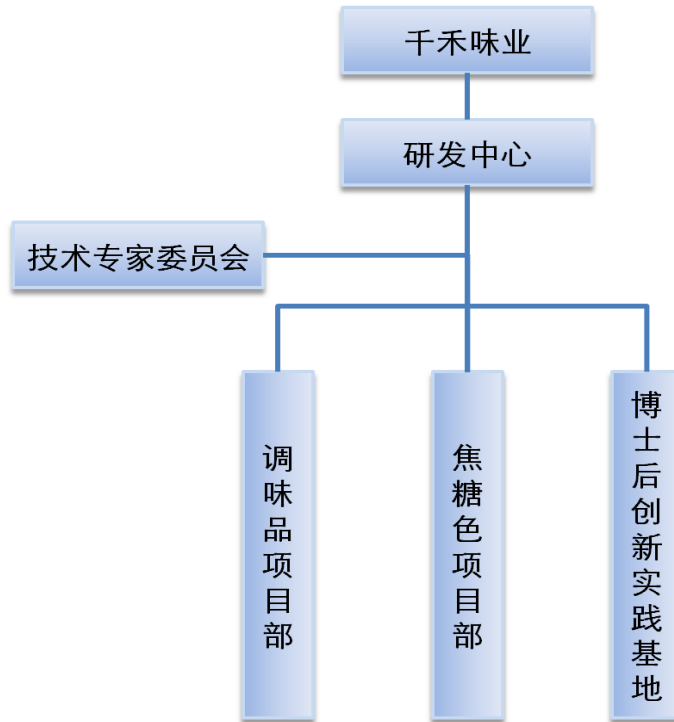 千禾味业
研发中心
技术专家委员会
调味品项目部
焦糖色项目部
博士后创新实践基地